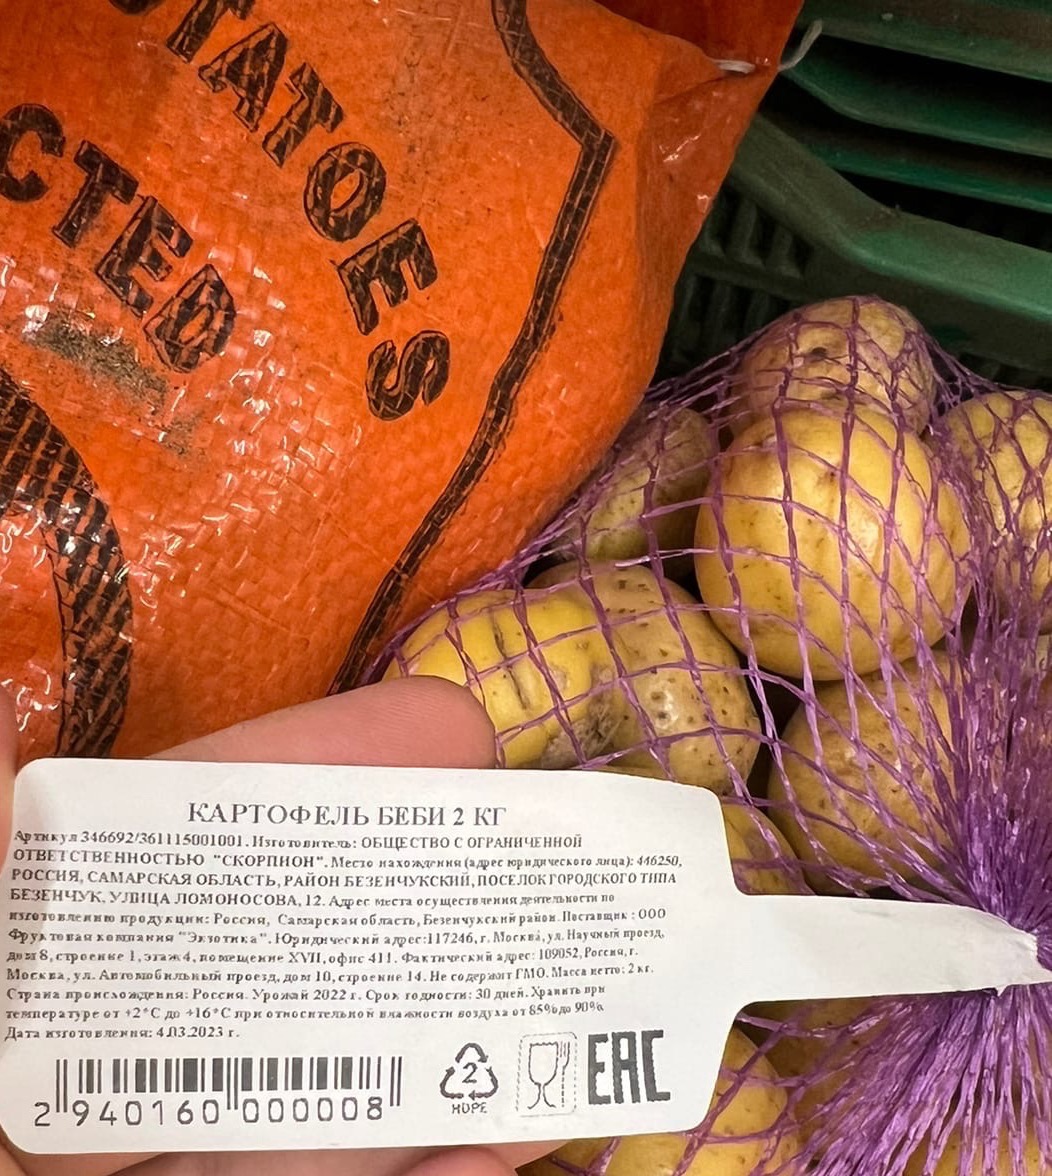 TATOES
CTED
КАРТОФЕЛЬ БЕБИ 2 КГ
Артикул 346692/361115001001. Изготовитель: ОБЩЕСТВО С ОГРАНИЧЕННОЙ
ОТВЕТСТВЕННОСТЬЮ "СКОРПИОН". Место нахождения (адрес юридического лица): 446250,
РОССИЯ, САМАРСКАЯ ОБЛАСТЬ, РАЙОН БЕЗЕНЧУКСКИЙ, ПОСЕЛОК ГОРОДСКОГО ТИПА
БЕЗЕНЧУК, УЛИЦА ЛОМОНОСОВА, 12. Адрес места осуществления деятельности по
изготовлению продукции: Россия, Самарская область, Безенчукский район. Поставщик : ООО
Фруктовая компания "Экзотика". Юридический адрес:117246, г. Москва, ул. Научный проезд,
дом 8, строение 1, этаж 4, помещение XVII, офис 411. Фактический адрес: 109052, Россия, г.
Москва, ул. Автомобильный проезд, дом 10, строение 14. Не содержит ГМО. Масса нетто: 2 кг.
Страна происхождения: Россия. Урожай 2022 г. Срок годности: 30 дней. Хранить при
температуре от +2°С до +16°С при относительной влажности воздуха от 85% до 90%
Дата изготовления: 4.03.2023 г.
2 940160 000008
2
HDPE
EAC